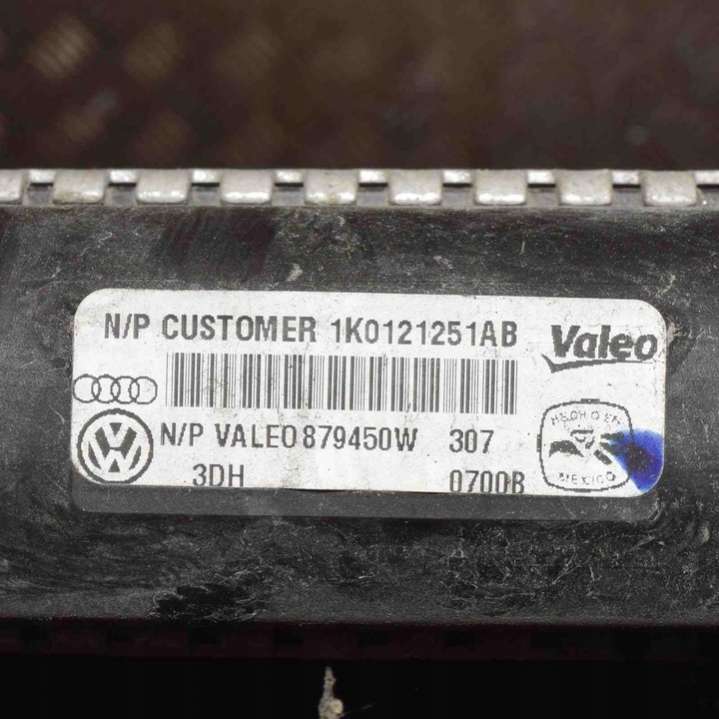 N/P CUSTOMER 1K0121251AB
Valeo
N/P VALEO 879450W 307
3DH 0700B
HECHO EN
MEXICO